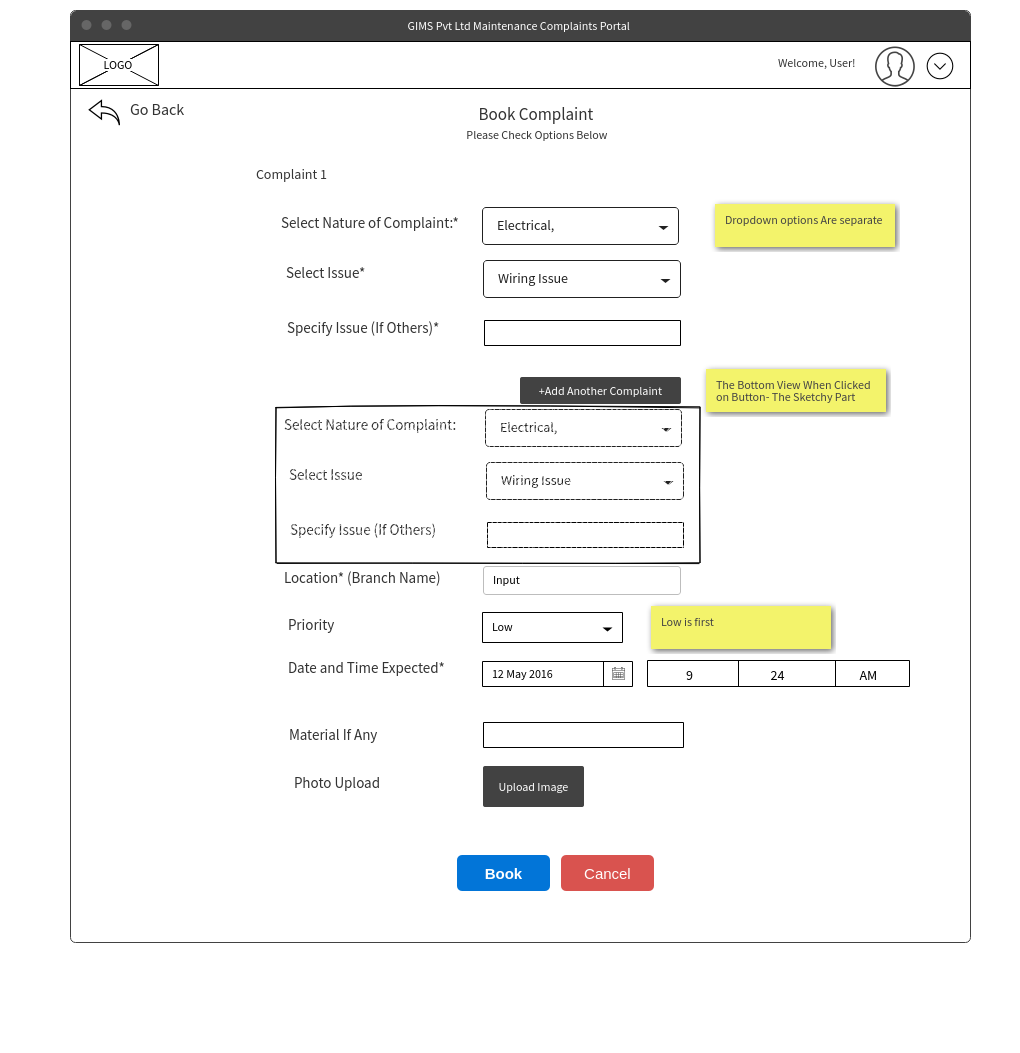 GIMS Pvt Ltd Maintenance Complaints Portal
LOGO
Welcome, User!
Go Back
Book Complaint
Please Check Options Below
Complaint 1
Select Nature of Complaint:*
Electrical,
Dropdown options Are separate
Select Issue*
Wiring Issue
Specify Issue (If Others)*
+Add Another Complaint
The Bottom View When Clicked
on Button- The Sketchy Part
Select Nature of Complaint:
Electrical,
Select Issue
Wiring Issue
Specify Issue (If Others)
Location* (Branch Name)
Input
Priority
Low
Low is first
Date and Time Expected*
12 May 2016
9
24
AM
Material If Any
Photo Upload
Upload Image
Book
Cancel